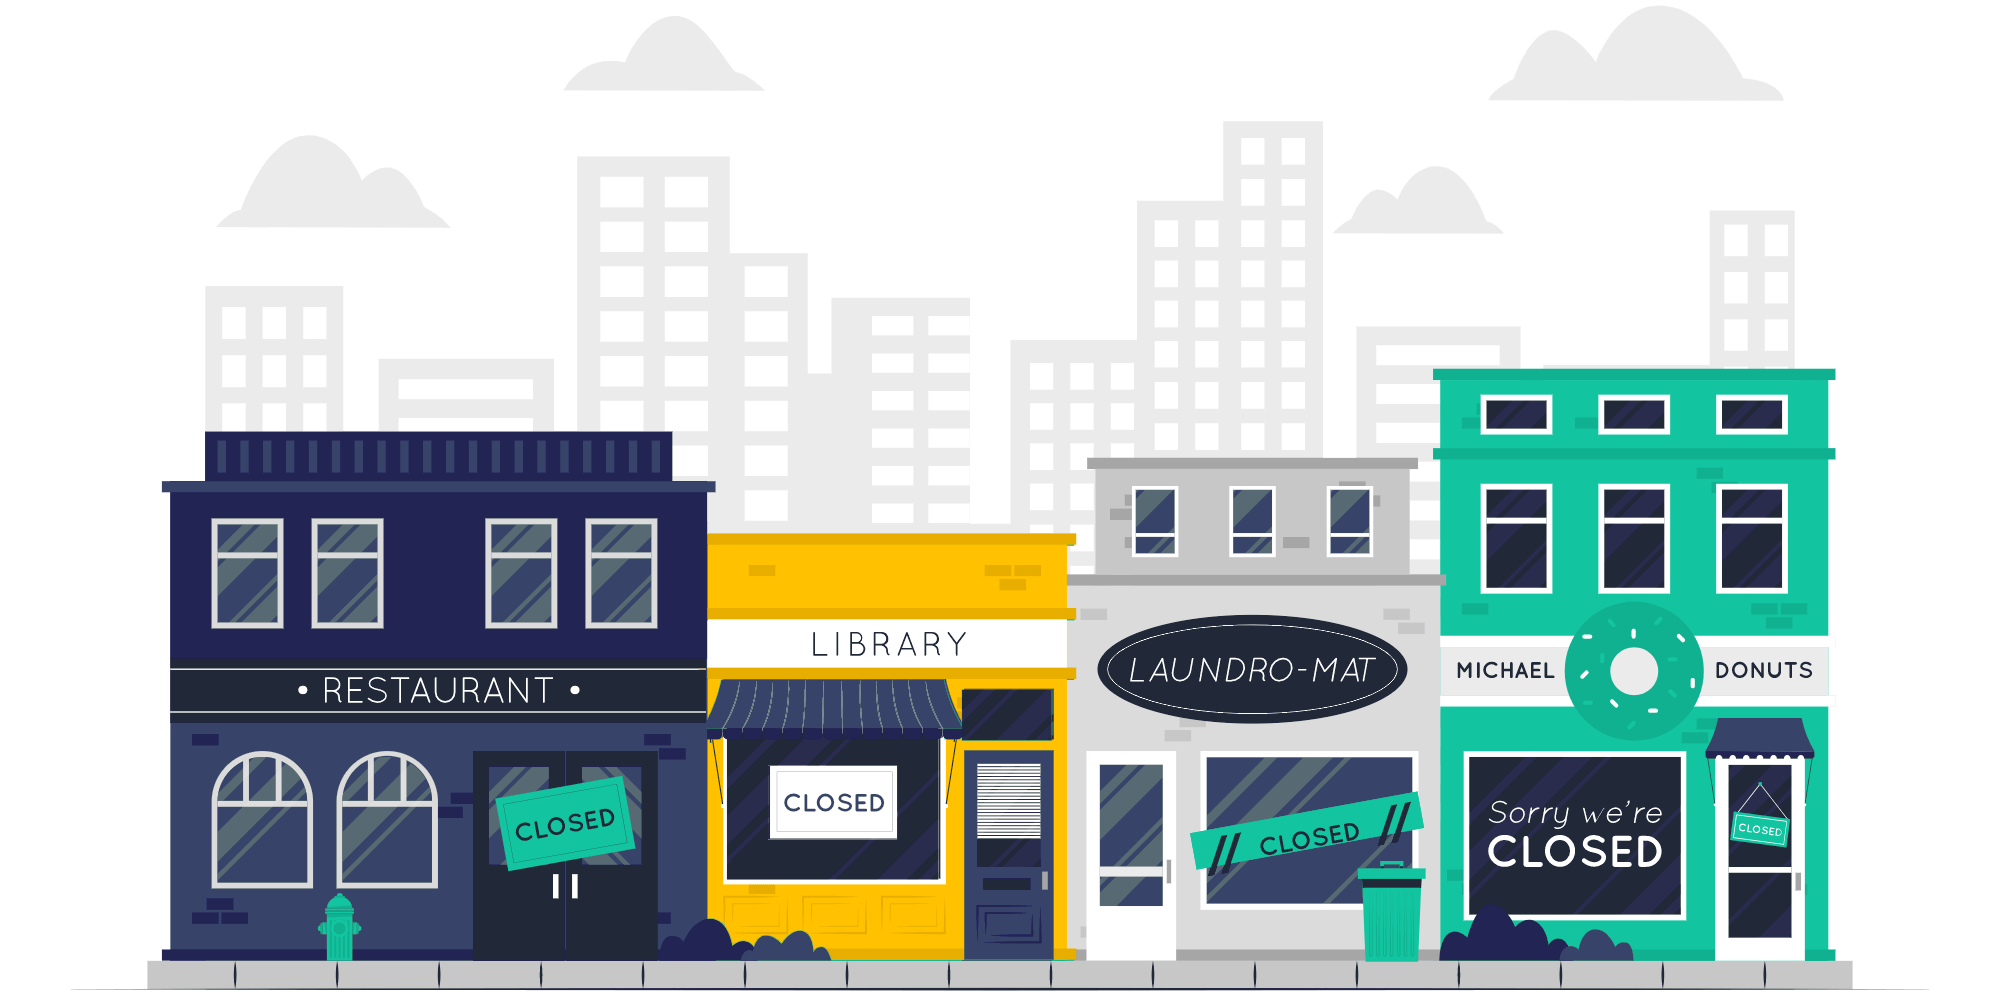 • RESTAURANT •
CLOSED
LIBRARY
CLOSED
LAUNDRO-MAT
CLOSED
MICHAEL DONUTS
Sorry we're
CLOSED
CLOSED